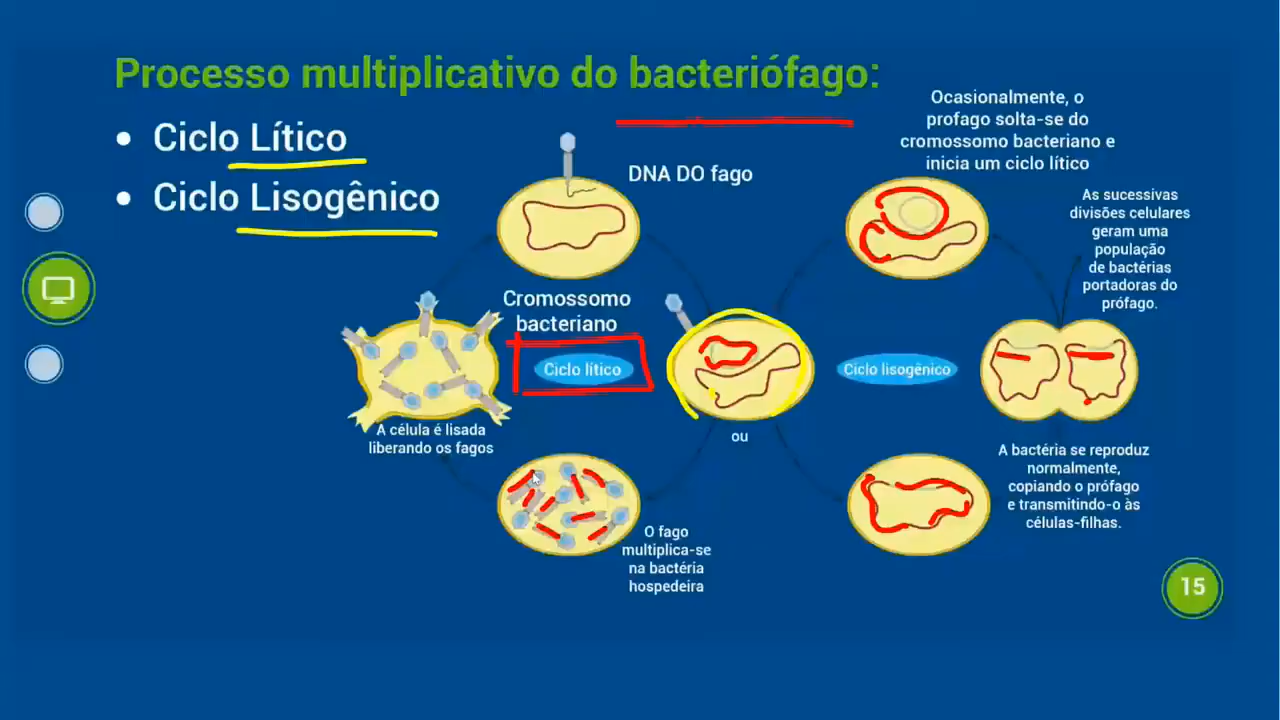 Processo multiplicativo do bacteriófago:
• Ciclo Lítico
• Ciclo Lisogênico
DNA DO fago
Ocasionalmente, o
profago solta-se do
cromossomo bacteriano e
inicia um ciclo lítico
As sucessivas
divisões celulares
geram uma
população
de bactérias
portadoras do
prófago.
Cromossomo
bacteriano
Ciclo lítico
Ciclo lisogênico
A célula é lisada
liberando os fagos
ou
A bactéria se reproduz
normalmente,
copiando o prófago
e transmitindo-o às
células-filhas.
O fago
multiplica-se
na bactéria
hospedeira
15